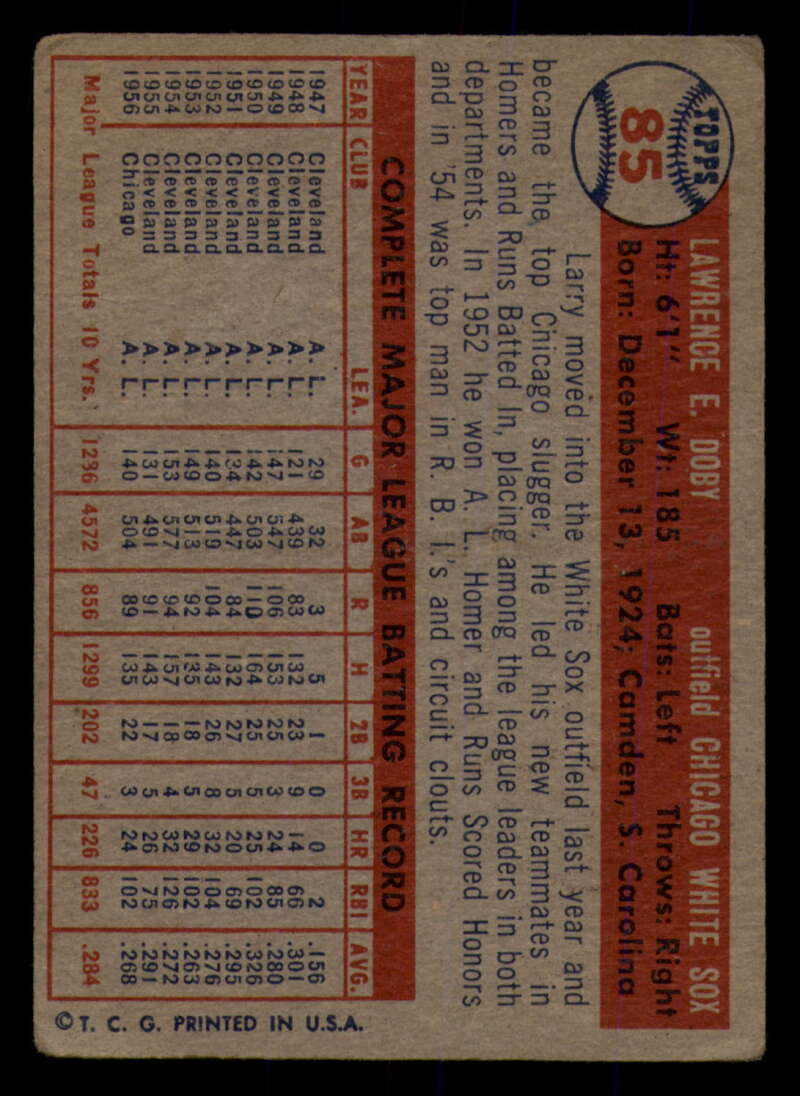 TOPPS
85
LAWRENCE E. DOBY outfield CHICAGO WHITE SOX
Ht: 6'1" Wt: 185 Bats: Left Throws: Right
Born: December 13, 1924; Camden, S. Carolina
Larry moved into the White Sox outfield last year and
became the top Chicago slugger. He led his new teammates in
Homers and Runs Batted In, placing among the league leaders in both
departments. In 1952 he won A. L. Homer and Runs Scored Honors
and in '54 was top man in R. B. I.'s and circuit clouts.
COMPLETE MAJOR LEAGUE BATTING RECORD
YEAR CLUB LEA. G AB R H 2B 3B HR RBI AVG.
1947 Cleveland A. L. 29 32 3 5 1 0 0 2 .156
1948 Cleveland A. L. 121 439 83 132 23 9 14 66 .301
1949 Cleveland A. L. 147 547 106 153 25 3 24 85 .280
1950 Cleveland A. L. 142 503 110 164 25 5 25 102 .326
1951 Cleveland A. L. 134 447 84 132 27 5 20 69 .295
1952 Cleveland A. L. 140 519 104 143 26 8 32 104 .276
1953 Cleveland A. L. 149 513 92 135 18 5 29 102 .263
1954 Cleveland A. L. 153 577 94 157 18 4 32 126 .272
1955 Cleveland A. L. 131 491 91 143 17 5 26 75 .291
1956 Chicago A. L. 140 504 89 135 22 3 24 102 .268
Major League Totals 10 Yrs. 1286 4572 856 1299 202 47 226 833 .284
© T. C. G. PRINTED IN U.S.A.